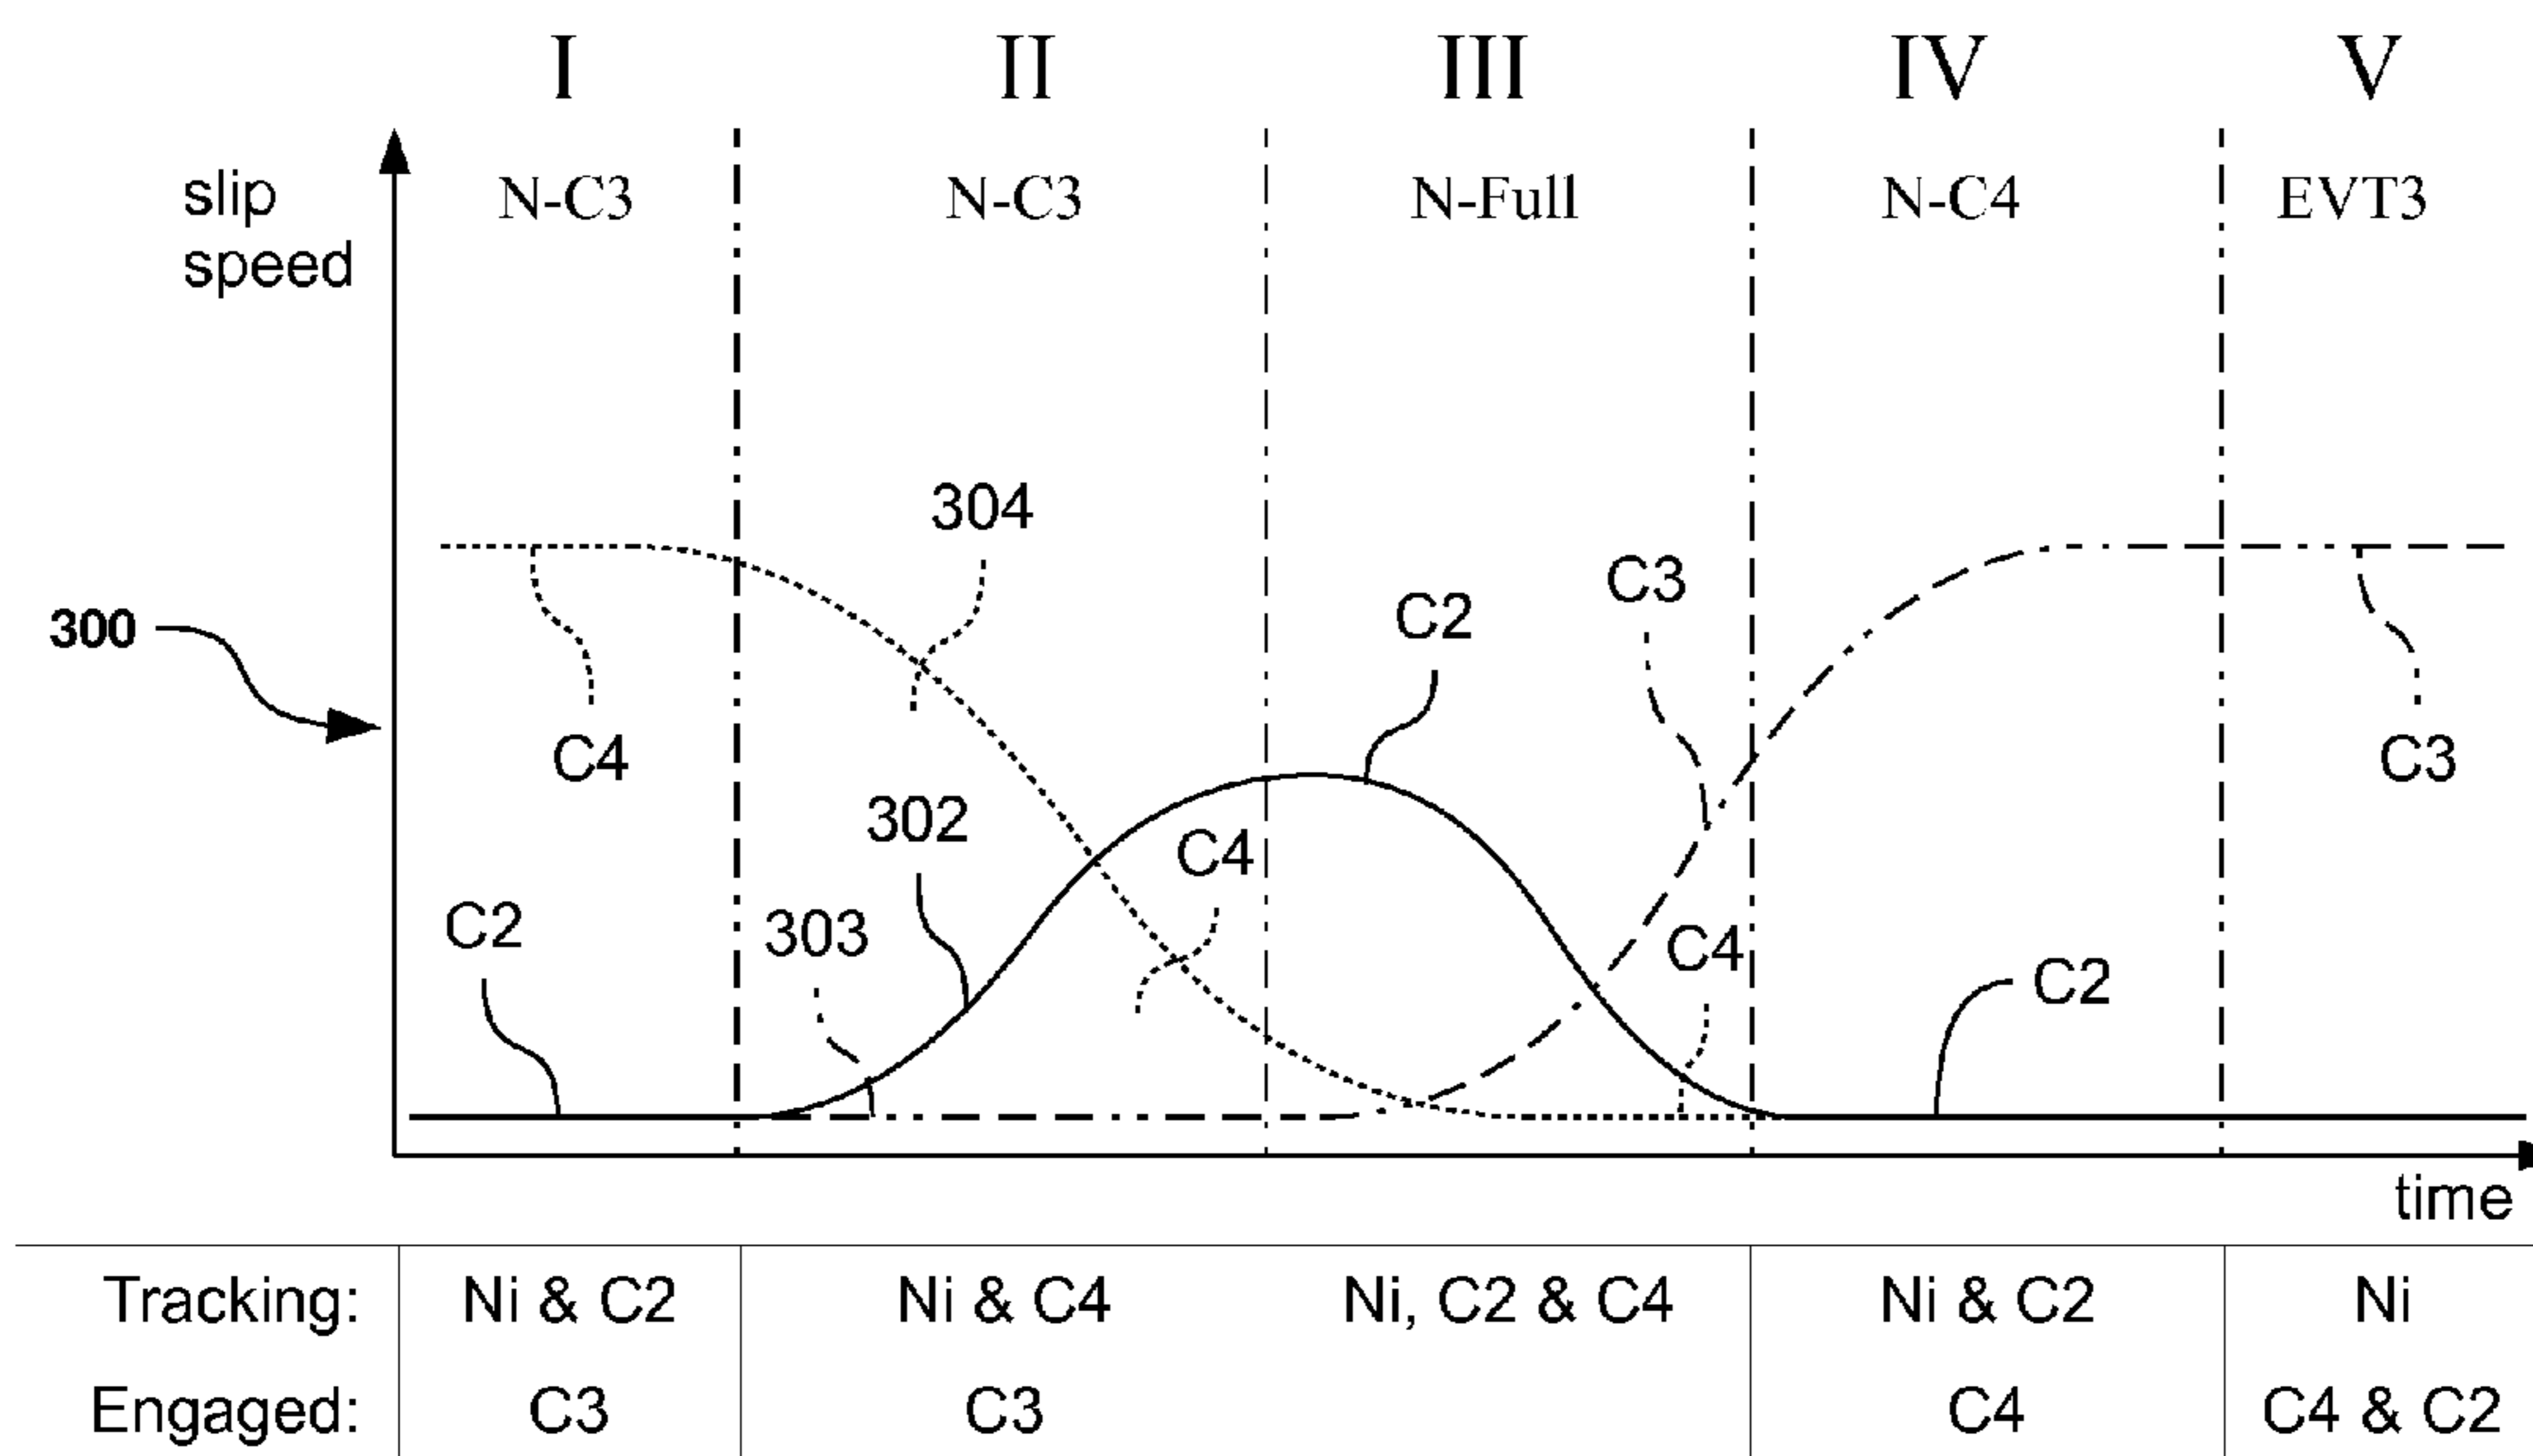 I II III IV V
slip speed
N-C3 N-C3 N-Full N-C4 EVT3
304
C3
C2
300
C4
C3
302
C4
C2
303
C4
C2
time
Tracking: Ni & C2 Ni & C4 Ni, C2 & C4 Ni & C2 Ni
Engaged: C3 C3 C4 C4 & C2